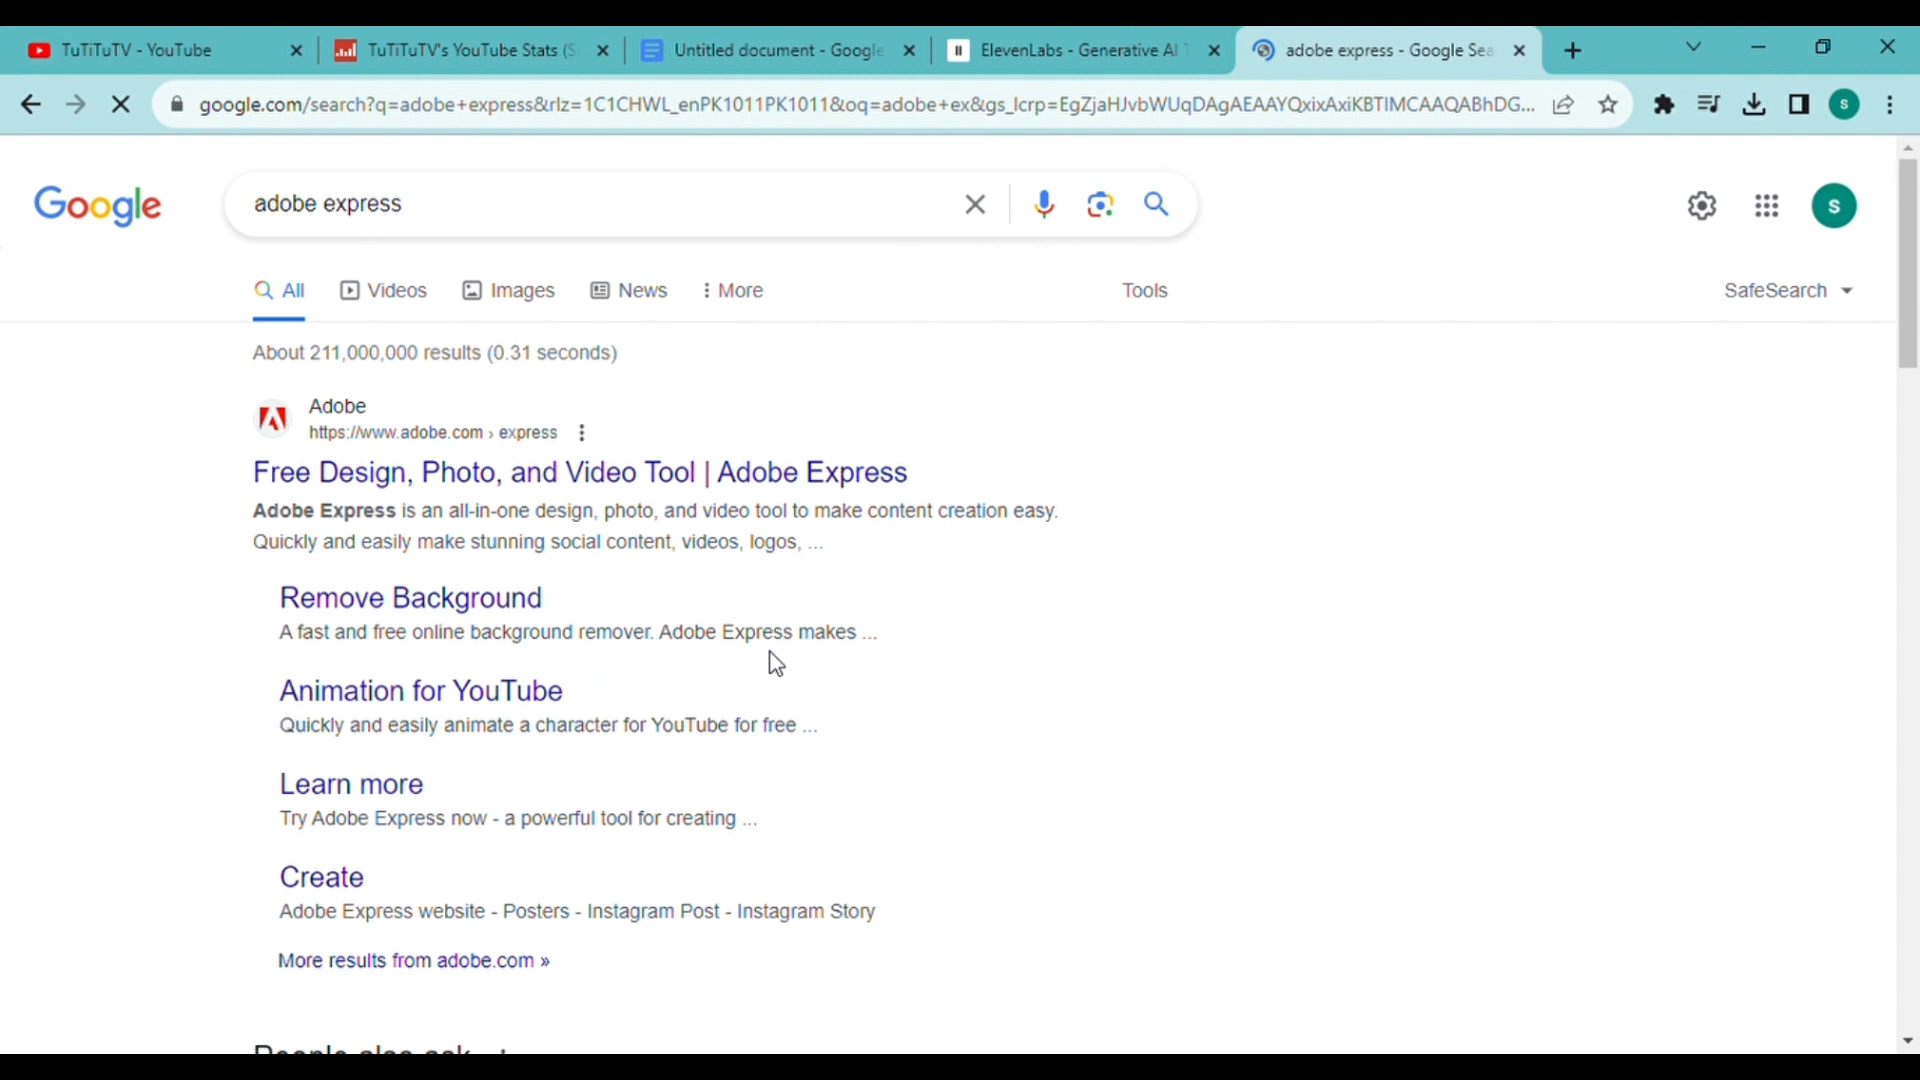 TuTiTuTV - YouTube
TuTiTuTV's YouTube Stats (S
Untitled document - Google
ElevenLabs - Generative AI T
adobe express - Google Sea
google.com/search?q=adobe+express&rlz=1C1CHWL_enPK1011PK1011&oq=adobe+ex&gs_lcrp=EgZjaHJvbWUqDAgAEAAYQxixAxiKBTIMCAAQABhDG...
S
Google
adobe express
S
All
Videos
Images
News
More
Tools
SafeSearch
About 211,000,000 results (0.31 seconds)
Adobe
https://www.adobe.com › express
Free Design, Photo, and Video Tool | Adobe Express
Adobe Express is an all-in-one design, photo, and video tool to make content creation easy.
Quickly and easily make stunning social content, videos, logos, ...
Remove Background
A fast and free online background remover. Adobe Express makes ...
Animation for YouTube
Quickly and easily animate a character for YouTube for free ...
Learn more
Try Adobe Express now - a powerful tool for creating ...
Create
Adobe Express website - Posters - Instagram Post - Instagram Story
More results from adobe.com »
People also ask